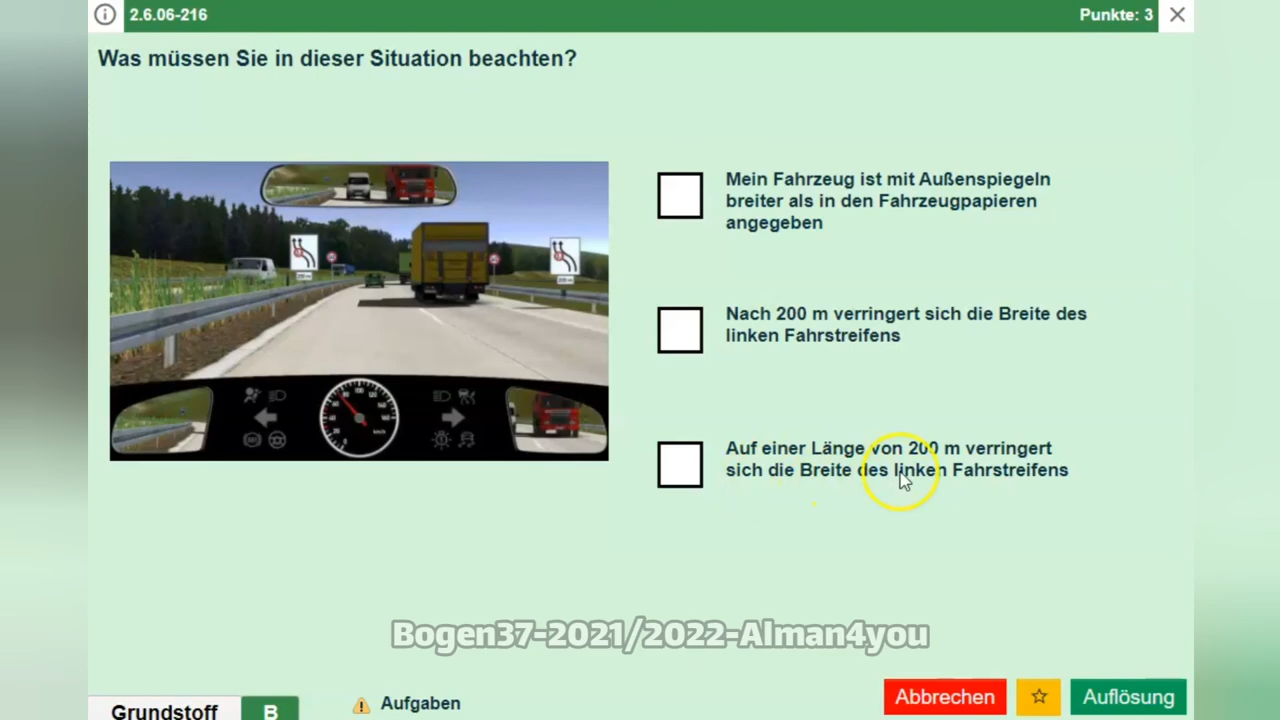 2.6.06-216
Punkte: 3
Was müssen Sie in dieser Situation beachten?
Mein Fahrzeug ist mit Außenspiegeln
breiter als in den Fahrzeugpapieren
angegeben
Nach 200 m verringert sich die Breite des
linken Fahrstreifens
Auf einer Länge von 200 m verringert
sich die Breite des linken Fahrstreifens
Bogen37-2021/2022-Alman4you
Grundstoff
B
Aufgaben
Abbrechen
Auflösung